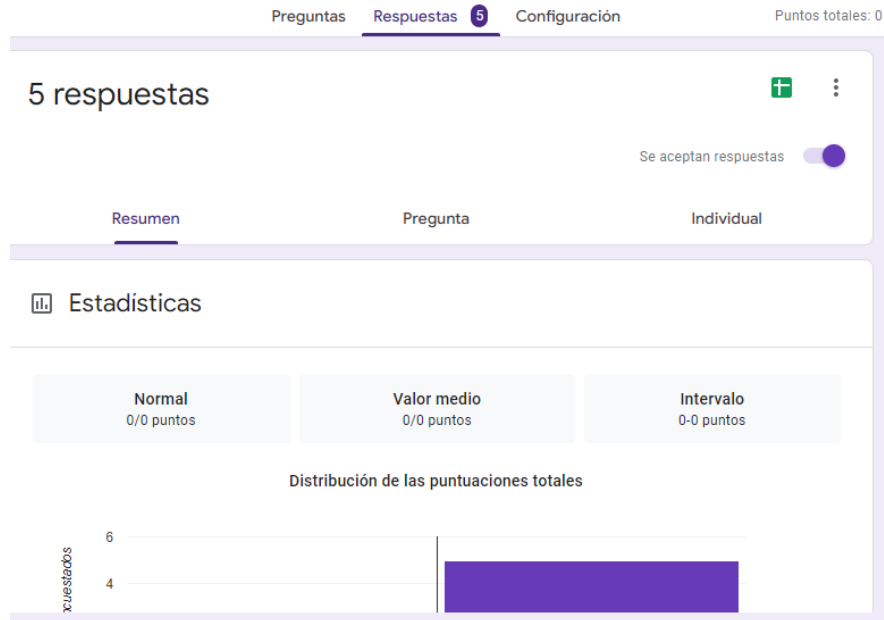 Preguntas Respuestas 5 Configuración Puntos totales: 0
5 respuestas
Se aceptan respuestas
Resumen Pregunta Individual
Estadísticas
Normal Valor medio Intervalo
0/0 puntos 0/0 puntos 0-0 puntos
Distribución de las puntuaciones totales
6
4